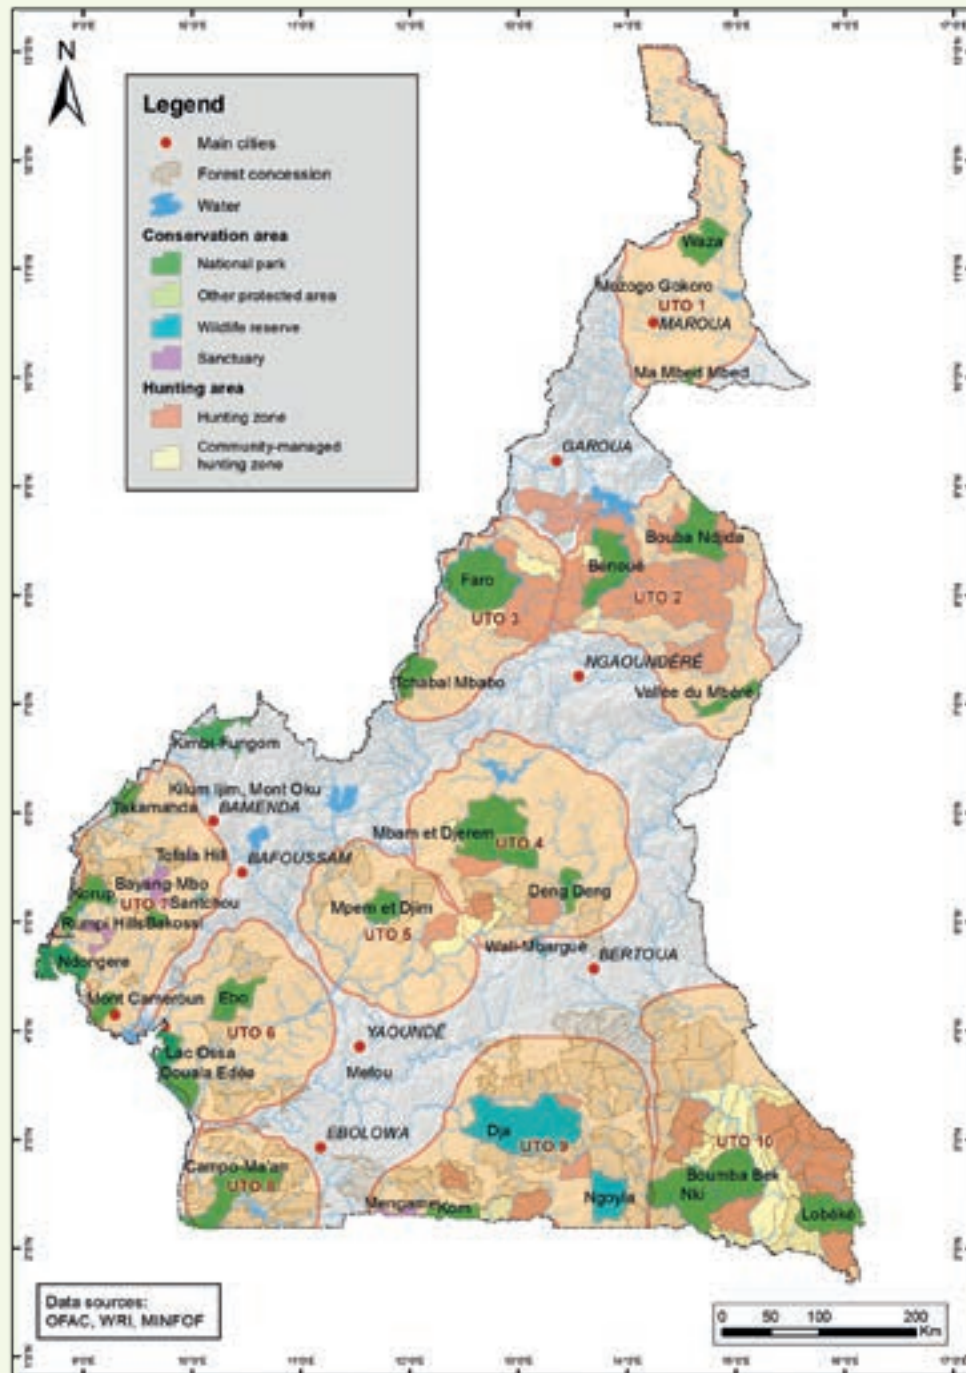 N
Legend
Main cities
Forest concession
Water
Conservation area
National park
Other protected area
Wildlife reserve
Sanctuary
Hunting area
Hunting zone
Community-managed
hunting zone
Waza
Mozogo Gokoro
UTO 1
MAROUA
Ma Mbed Mbed
GAROUA
Bouba Ndjida
Bénoué
Faro
UTO 2
UTO 3
NGAOUNDÉRÉ
Tchabal Mbabo
Vallée du Mbéré
Kimbi-Fungom
Kilum Ijim, Mont Oku
Takamanda
BAMENDA
Mbam et Djerem
UTO 4
Tofala Hill
BAFOUSSAM
Bayang-Mbo
Korup
UTO 7
Santchou
Deng Deng
Mpem et Djim
Rumpi Hills
Bakossi
UTO 5
Ndongere
BERTOUA
Mont Cameroun
Ebo
UTO 6
YAOUNDÉ
Lac Ossa
Douala Edéa
Mefou
EBOLOWA
Dja
UTO 9
UTO 10
Campo-Ma'an
UTO 8
Boumba Bek
Nki
Mengame
Kom
Ngoyla
Lobéké
Data sources:
OFAC, WRI, MINFOF
0 50 100 200
Km